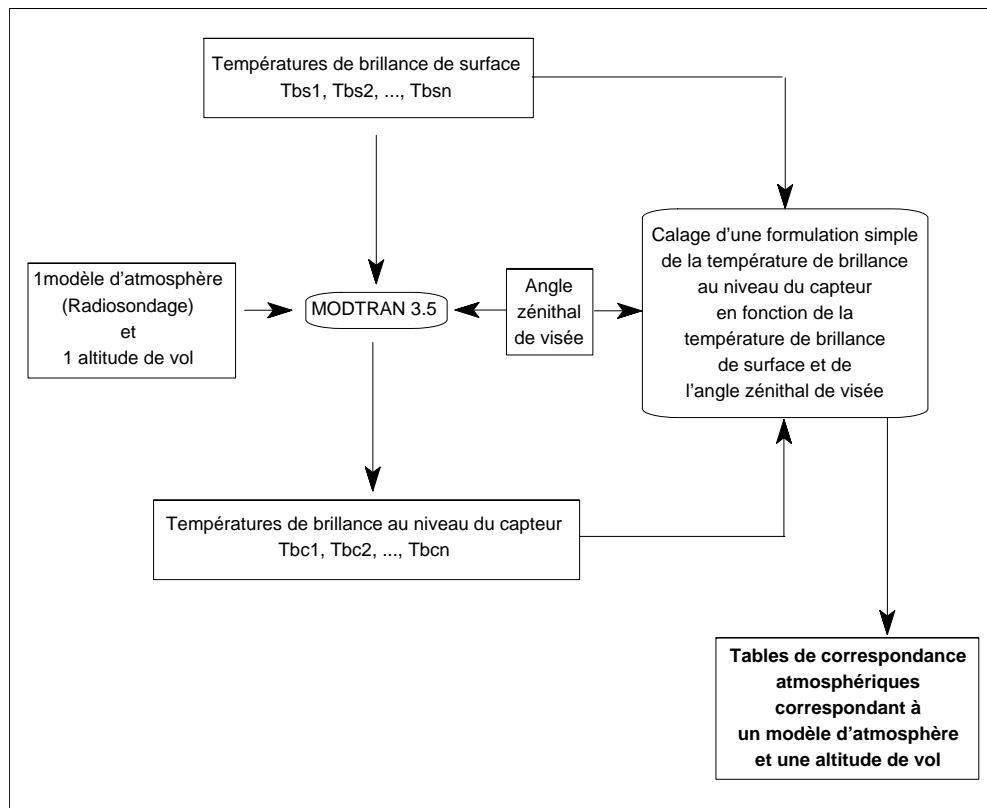 Températures de brillance de surface
Tbs1, Tbs2, ..., Tbsn
Calage d'une formulation simple
de la température de brillance
au niveau du capteur
en fonction de la
température de brillance
de surface et de
l'angle zénithal de visée
1modèle d'atmosphère
(Radiosondage)
et
1 altitude de vol
MODTRAN 3.5
Angle
zénithal
de visée
Températures de brillance au niveau du capteur
Tbc1, Tbc2, ..., Tbcn
Tables de correspondance
atmosphériques
correspondant à
un modèle d'atmosphère
et une altitude de vol